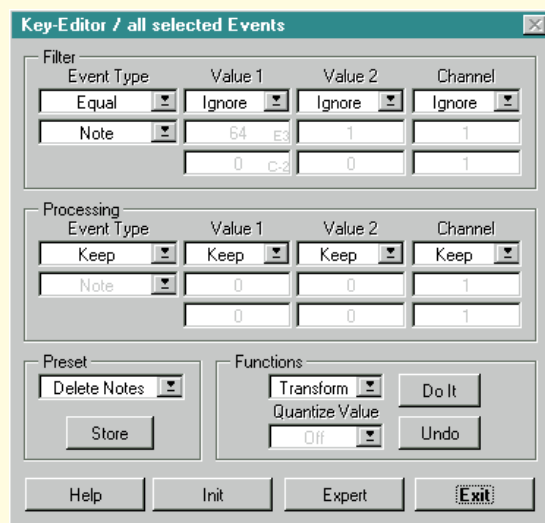 Key-Editor / all selected Events
Filter
Event Type Value 1 Value 2 Channel
Equal Ignore Ignore Ignore
Note 64 E3 1 1
0 C-2 0 1
Processing
Event Type Value 1 Value 2 Channel
Keep Keep Keep Keep
Note 0 0 1
0 0 1
Preset Functions
Delete Notes Transform Do It
Quantize Value
Store Off Undo
Help Init Expert Exit